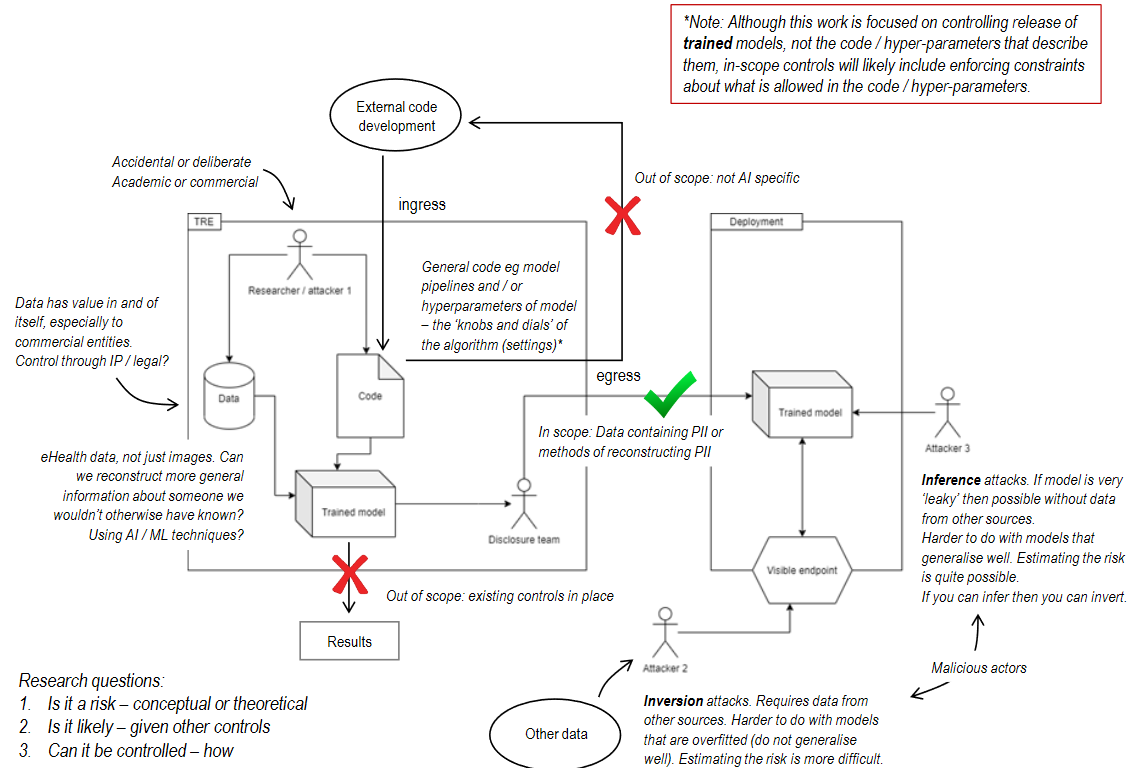 *Note: Although this work is focused on controlling release of
trained models, not the code / hyper-parameters that describe
them, in-scope controls will likely include enforcing constraints
about what is allowed in the code / hyper-parameters.
External code
development
Accidental or deliberate
Academic or commercial
ingress
Out of scope: not AI specific
TRE
Deployment
Researcher / attacker 1
General code eg model
pipelines and / or
hyperparameters of model
– the ‘knobs and dials’ of
the algorithm (settings)*
Data has value in and of
itself, especially to
commercial entities.
Control through IP / legal?
egress
Data
Code
Trained model
Attacker 3
In scope: Data containing PII or
methods of reconstructing PII
eHealth data, not just images. Can
we reconstruct more general
information about someone we
wouldn’t otherwise have known?
Using AI / ML techniques?
Trained model
Disclosure team
Inference attacks. If model is very
‘leaky’ then possible without data
from other sources.
Harder to do with models that
generalise well. Estimating the risk
is quite possible.
If you can infer then you can invert.
Visible endpoint
Out of scope: existing controls in place
Results
Attacker 2
Malicious actors
Research questions:
1. Is it a risk – conceptual or theoretical
2. Is it likely – given other controls
3. Can it be controlled – how
Other data
Inversion attacks. Requires data from
other sources. Harder to do with models
that are overfitted (do not generalise
well). Estimating the risk is more difficult.